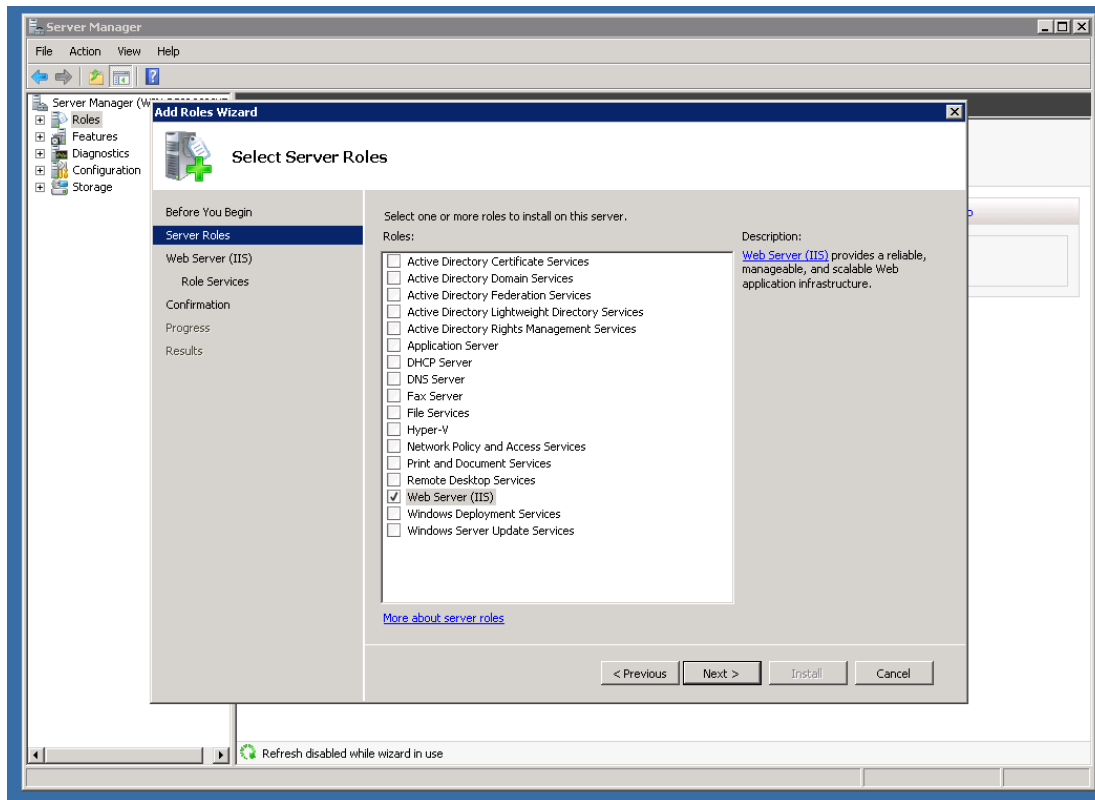 Server Manager
File Action View Help
Server Manager
Roles
Features
Diagnostics
Configuration
Storage
Add Roles Wizard
Select Server Roles
Before You Begin
Server Roles
Web Server (IIS)
Role Services
Confirmation
Progress
Results
Select one or more roles to install on this server.
Roles:
Active Directory Certificate Services
Active Directory Domain Services
Active Directory Federation Services
Active Directory Lightweight Directory Services
Active Directory Rights Management Services
Application Server
DHCP Server
DNS Server
Fax Server
File Services
Hyper-V
Network Policy and Access Services
Print and Document Services
Remote Desktop Services
Web Server (IIS)
Windows Deployment Services
Windows Server Update Services
More about server roles
Description:
Web Server (IIS) provides a reliable,
manageable, and scalable Web
application infrastructure.
< Previous Next > Install Cancel
Refresh disabled while wizard in use